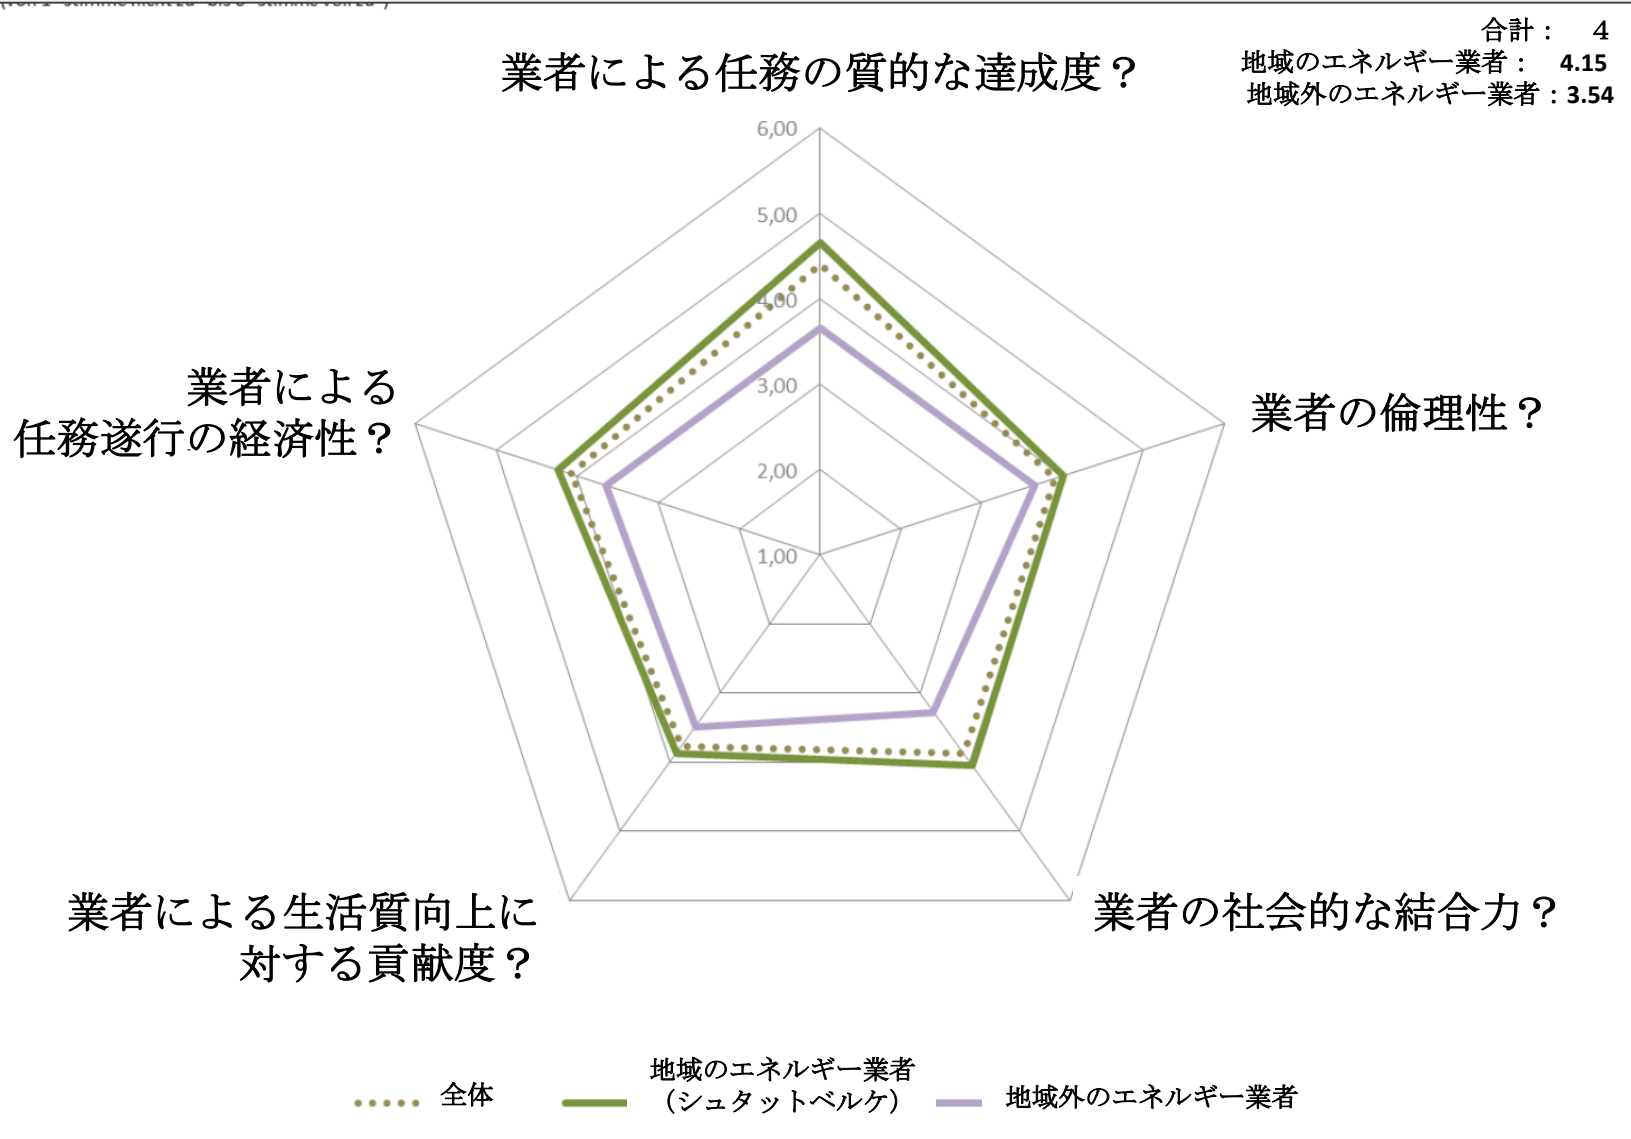 合計： 4
地域のエネルギー業者： 4.15
地域外のエネルギー業者：3.54
業者による任務の質的な達成度？
6,00
5,00
4,00
3,00
2,00
1,00
業者による
任務遂行の経済性？
業者の倫理性？
業者による生活質向上に
対する貢献度？
業者の社会的な結合力？
全体
地域のエネルギー業者
（シュタットベルケ）
地域外のエネルギー業者